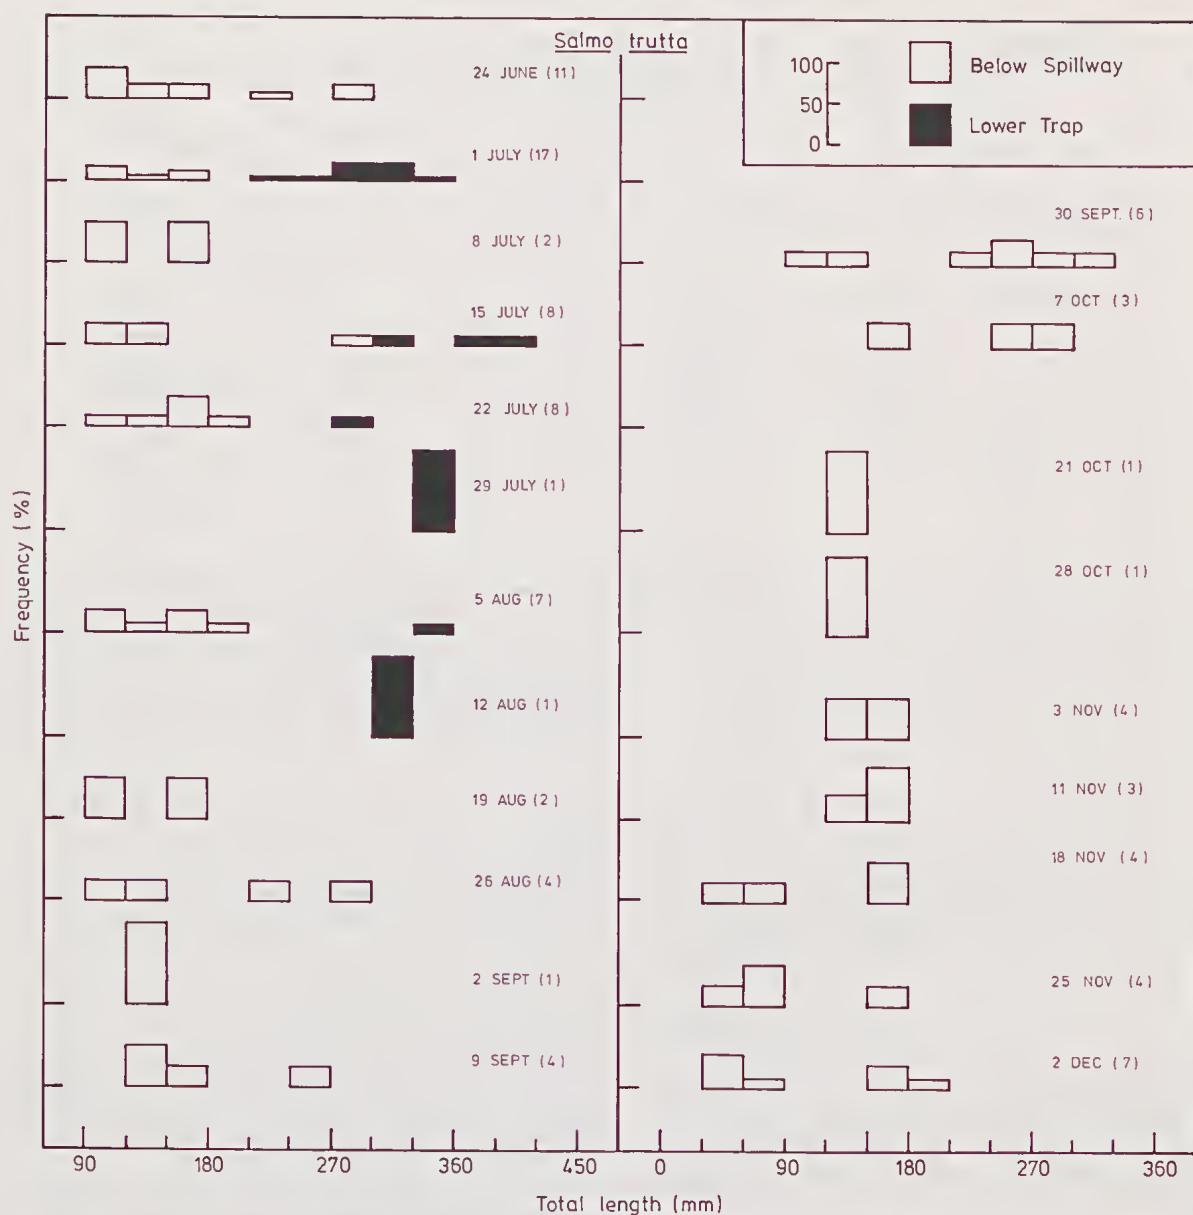 Salmo trutta
100
50
0
Below Spillway
Lower Trap
24 JUNE (11)
1 JULY (17)
8 JULY (2)
15 JULY (8)
22 JULY (8)
29 JULY (1)
5 AUG (7)
12 AUG (1)
19 AUG (2)
26 AUG (4)
2 SEPT (1)
9 SEPT (4)
30 SEPT. (6)
7 OCT (3)
21 OCT (1)
28 OCT (1)
3 NOV (4)
11 NOV (3)
18 NOV (4)
25 NOV (4)
2 DEC (7)
Frequency (%)
90 180 270 360 450 0 90 180 270 360
Total length (mm)